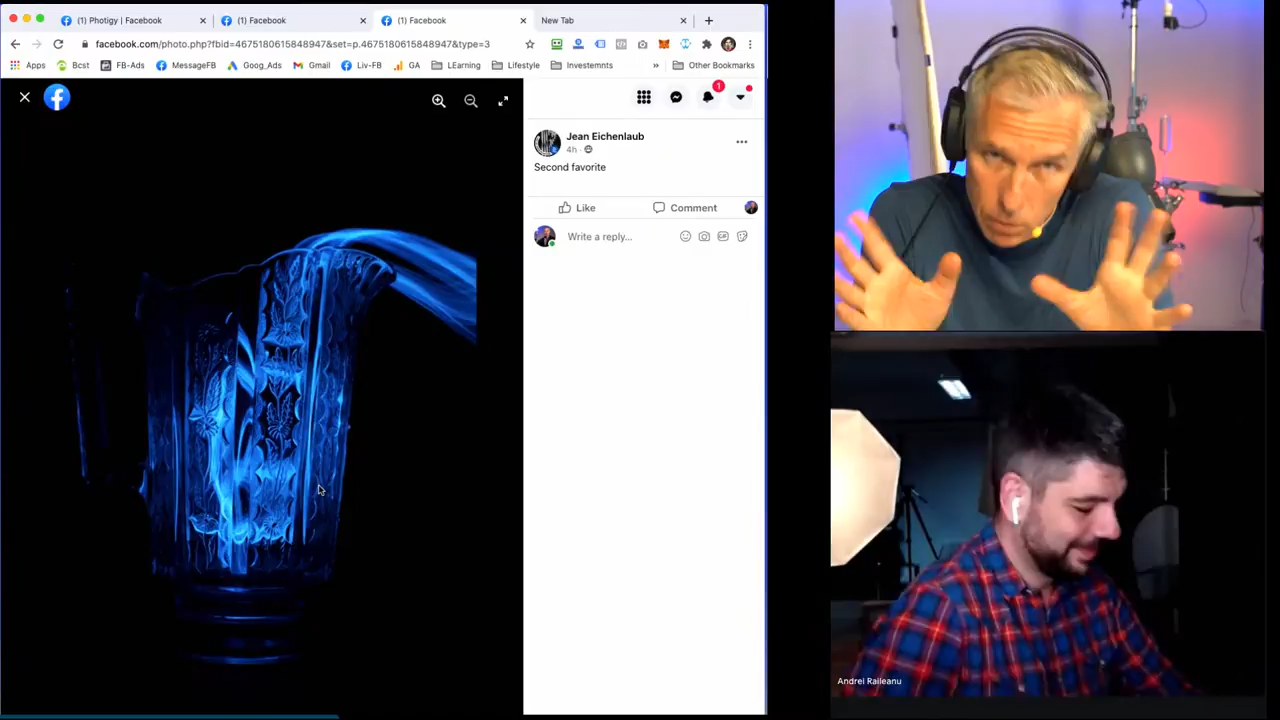 (1) Photigy | Facebook
(1) Facebook
(1) Facebook
New Tab
facebook.com/photo.php?fbid=4675180615848947&set=p.4675180615848947&type=3
Apps
Bcst
FB-Ads
MessageFB
Goog_Ads
Gmail
Liv-FB
GA
LEarning
Lifestyle
Investemnts
»
Other Bookmarks
1
Jean Eichenlaub
4h ·
Second favorite
Like
Comment
Write a reply...
Andrei Raileanu